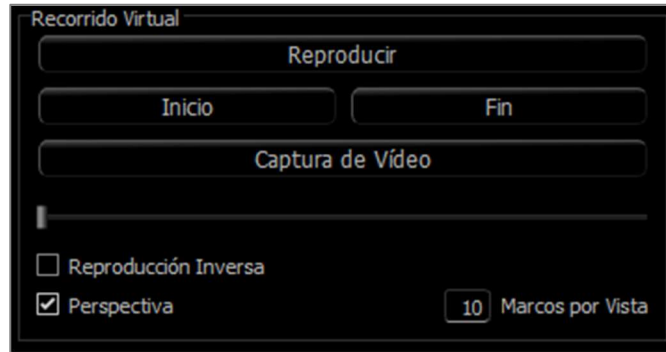 Recorrido Virtual
Reproducir
Inicio Fin
Captura de Vídeo
Reproducción Inversa
Perspectiva 10 Marcos por Vista